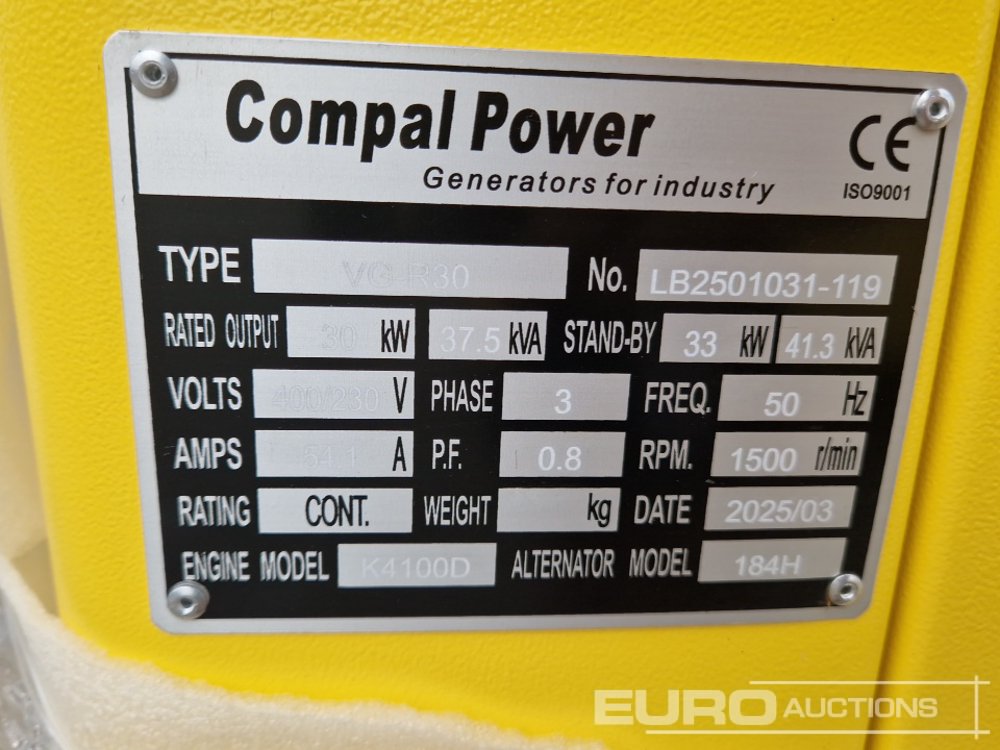 Compal Power
Generators for industry
CE
ISO9001
TYPE VG-R30 No. LB2501031-119
RATED OUTPUT 30 kW 37.5 kVA STAND-BY 33 kW 41.3 kVA
VOLTS 400/230 V PHASE 3 FREQ. 50 Hz
AMPS 54.1 A P.F. 0.8 RPM. 1500 r/min
RATING CONT. WEIGHT kg DATE 2025/03
ENGINE MODEL K4100D ALTERNATOR MODEL 184H
EURO AUCTIONS